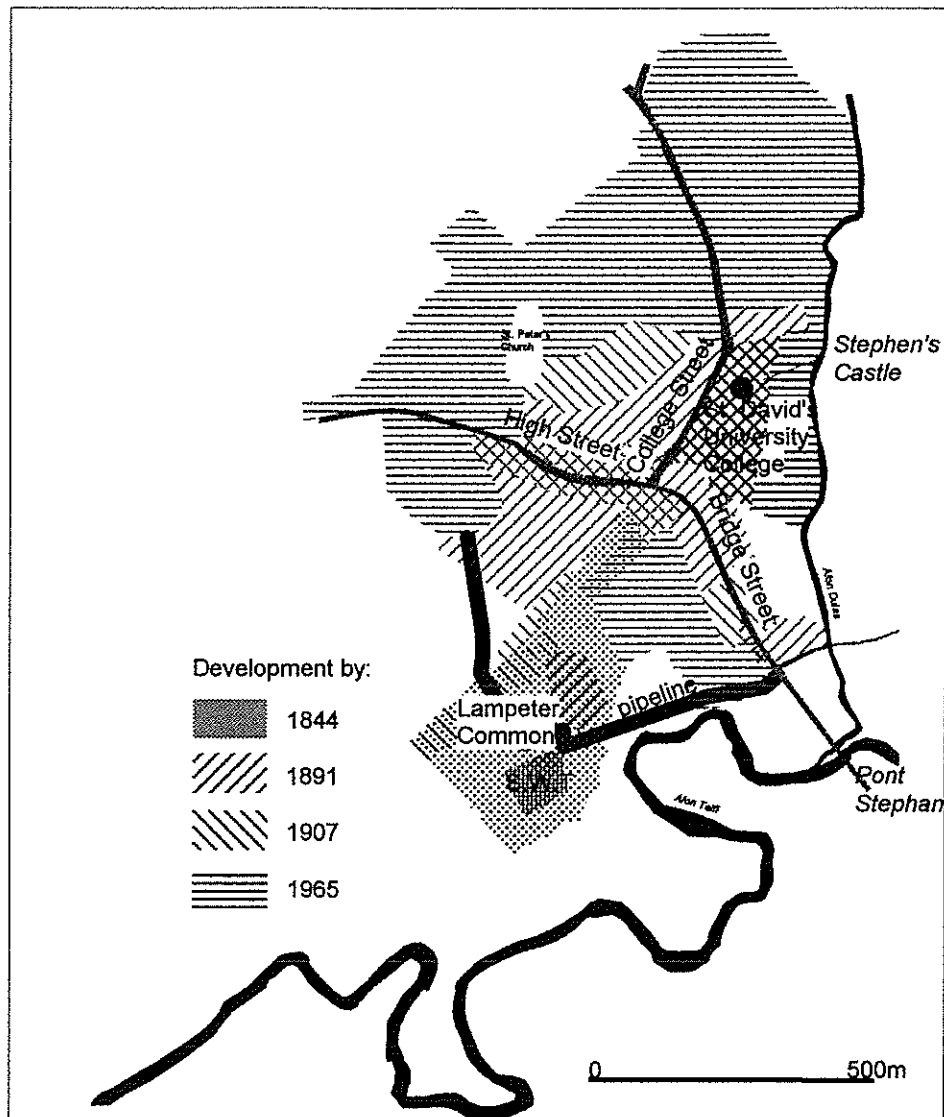 St. Peter's
Church
Stephen's
Castle
High Street
College Street
St. David's
University
College
Bridge Street
Afon Dulas
Development by:
1844
1891
1907
1965
Lampeter
Common
pipeline
Pont
Stephan
Afon Teifi
0 500m